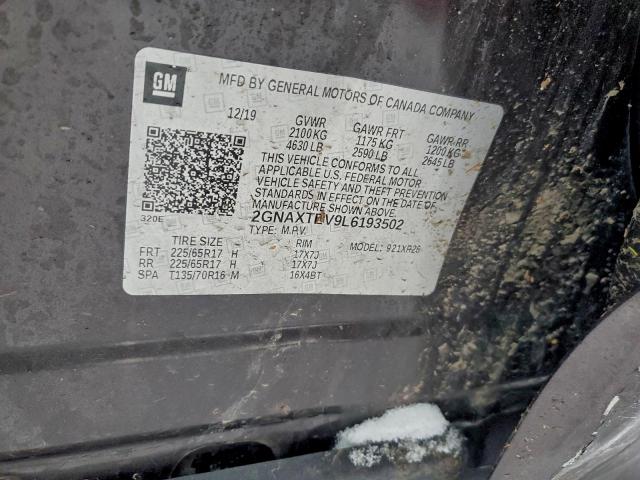 GM
MFD BY GENERAL MOTORS OF CANADA COMPANY
12/19 GVWR GAWR FRT GAWR RR
2100 KG 1175 KG 1200 KG
4630 LB 2590 LB 2645 LB
THIS VEHICLE CONFORMS TO ALL
APPLICABLE U.S. FEDERAL MOTOR
VEHICLE SAFETY AND THEFT PREVENTION
STANDARDS IN EFFECT ON THE DATE OF
MANUFACTURE SHOWN ABOVE.
320E 2GNAXTEV9L6193502
TYPE: M.P.V. MODEL: 921XR26
TIRE SIZE RIM
FRT 225/65R17 H 17X7J
RR 225/65R17 H 17X7J
SPA T135/70R16 M 16X4BT